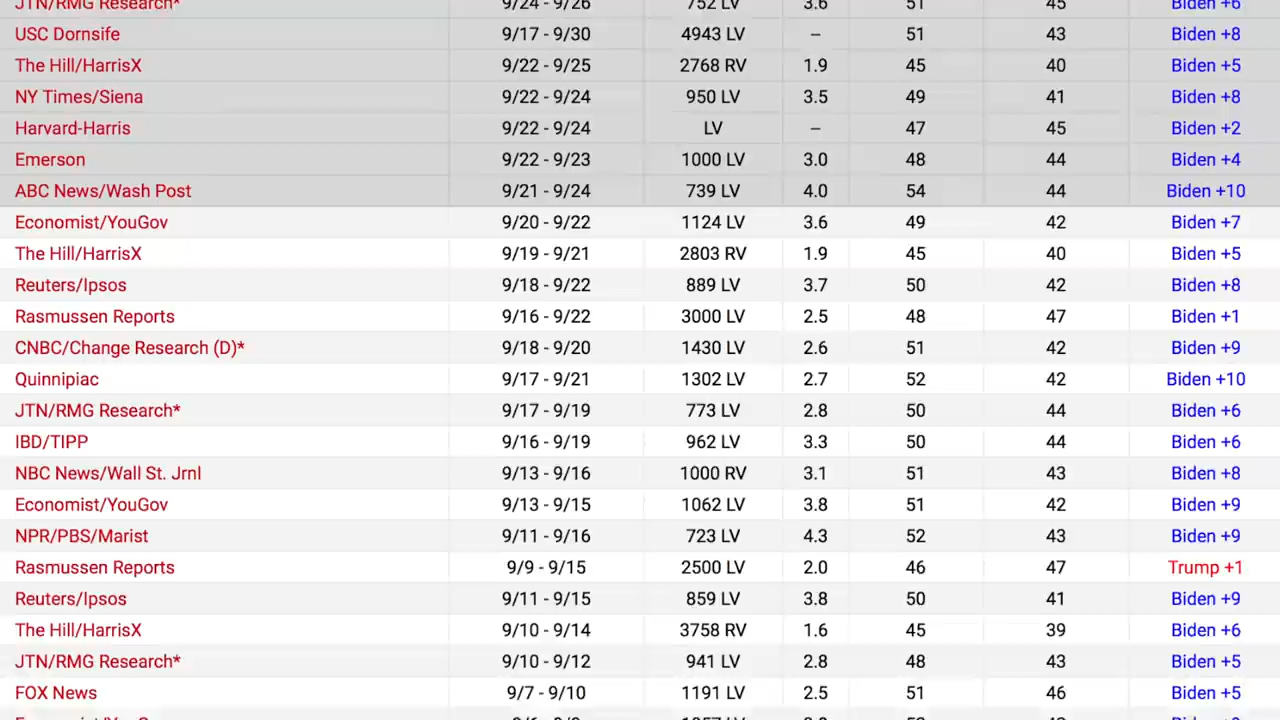 JTN/RMG Research* 9/24 - 9/26 752 LV 3.6 51 45 Biden +6
USC Dornsife 9/17 - 9/30 4943 LV – 51 43 Biden +8
The Hill/HarrisX 9/22 - 9/25 2768 RV 1.9 45 40 Biden +5
NY Times/Siena 9/22 - 9/24 950 LV 3.5 49 41 Biden +8
Harvard-Harris 9/22 - 9/24 LV – 47 45 Biden +2
Emerson 9/22 - 9/23 1000 LV 3.0 48 44 Biden +4
ABC News/Wash Post 9/21 - 9/24 739 LV 4.0 54 44 Biden +10
Economist/YouGov 9/20 - 9/22 1124 LV 3.6 49 42 Biden +7
The Hill/HarrisX 9/19 - 9/21 2803 RV 1.9 45 40 Biden +5
Reuters/Ipsos 9/18 - 9/22 889 LV 3.7 50 42 Biden +8
Rasmussen Reports 9/16 - 9/22 3000 LV 2.5 48 47 Biden +1
CNBC/Change Research (D)* 9/18 - 9/20 1430 LV 2.6 51 42 Biden +9
Quinnipiac 9/17 - 9/21 1302 LV 2.7 52 42 Biden +10
JTN/RMG Research* 9/17 - 9/19 773 LV 2.8 50 44 Biden +6
IBD/TIPP 9/16 - 9/19 962 LV 3.3 50 44 Biden +6
NBC News/Wall St. Jrnl 9/13 - 9/16 1000 RV 3.1 51 43 Biden +8
Economist/YouGov 9/13 - 9/15 1062 LV 3.8 51 42 Biden +9
NPR/PBS/Marist 9/11 - 9/16 723 LV 4.3 52 43 Biden +9
Rasmussen Reports 9/9 - 9/15 2500 LV 2.0 46 47 Trump +1
Reuters/Ipsos 9/11 - 9/15 859 LV 3.8 50 41 Biden +9
The Hill/HarrisX 9/10 - 9/14 3758 RV 1.6 45 39 Biden +6
JTN/RMG Research* 9/10 - 9/12 941 LV 2.8 48 43 Biden +5
FOX News 9/7 - 9/10 1191 LV 2.5 51 46 Biden +5